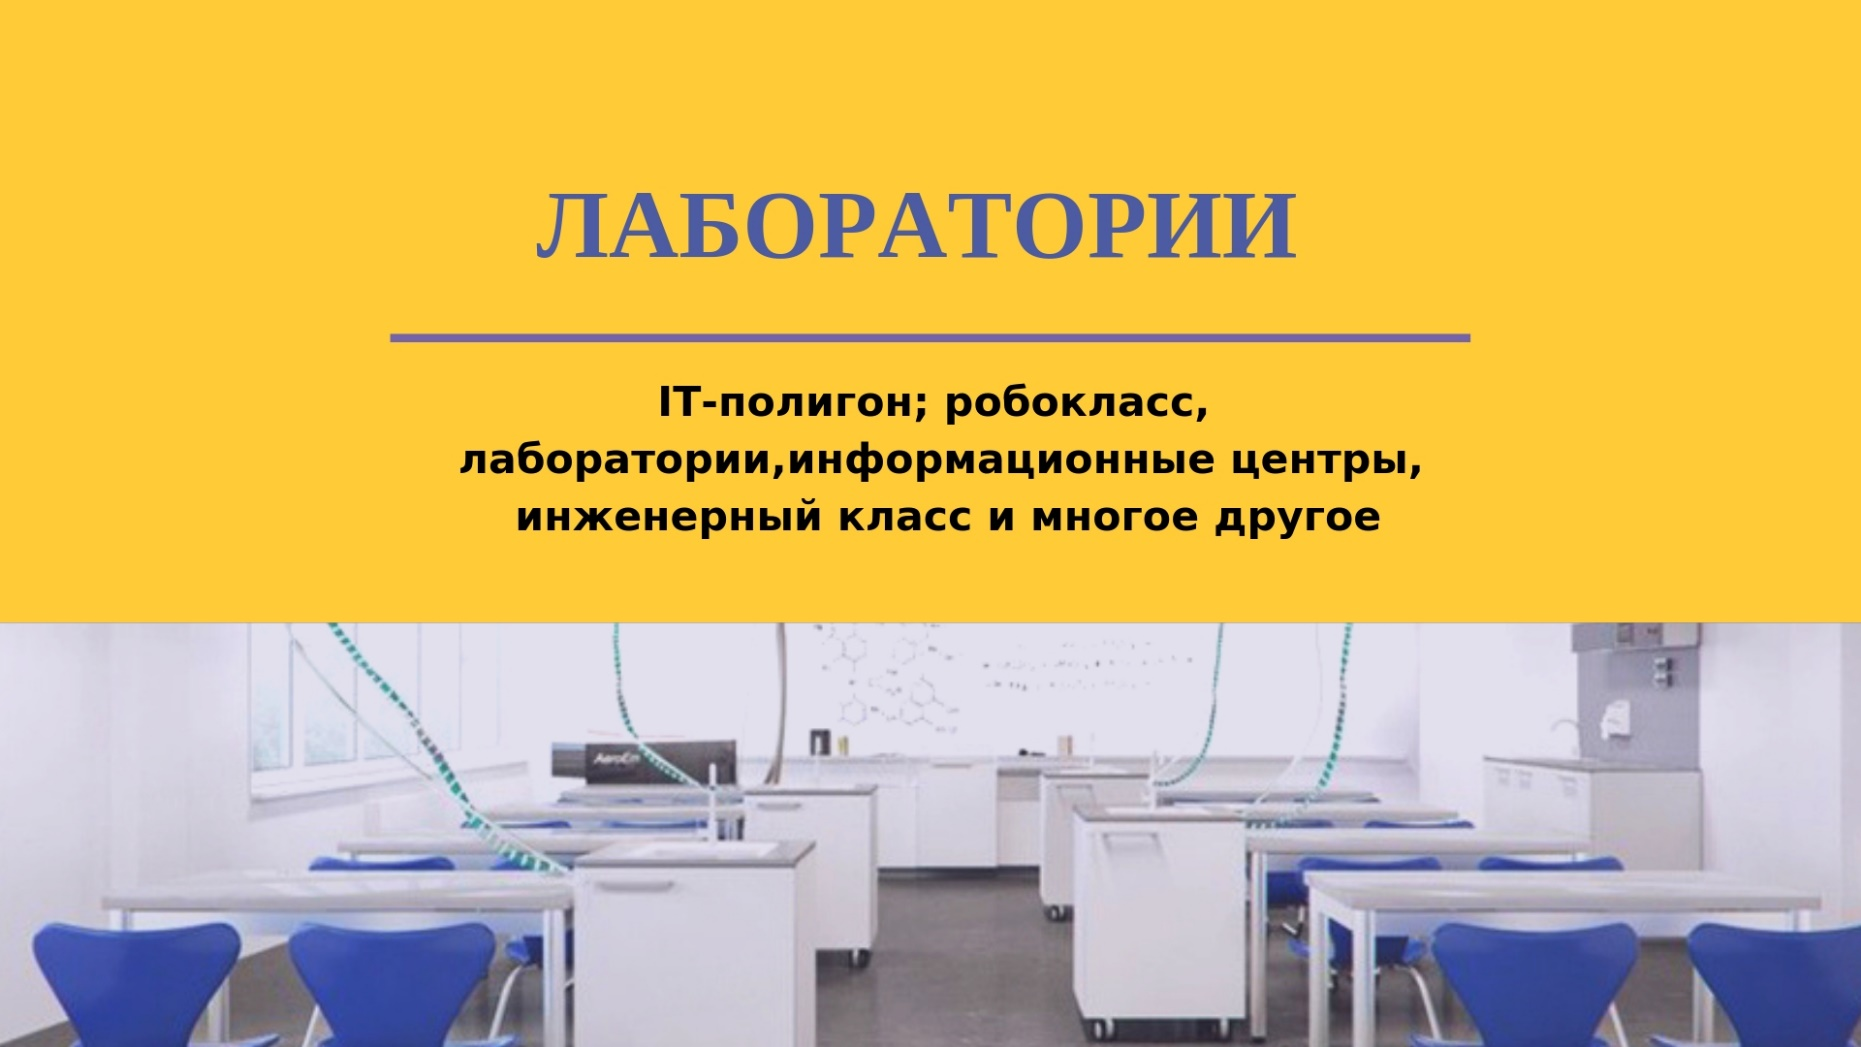 ЛАБОРАТОРИИ
IT-полигон; робокласс,
лаборатории,информационные центры,
инженерный класс и многое другое